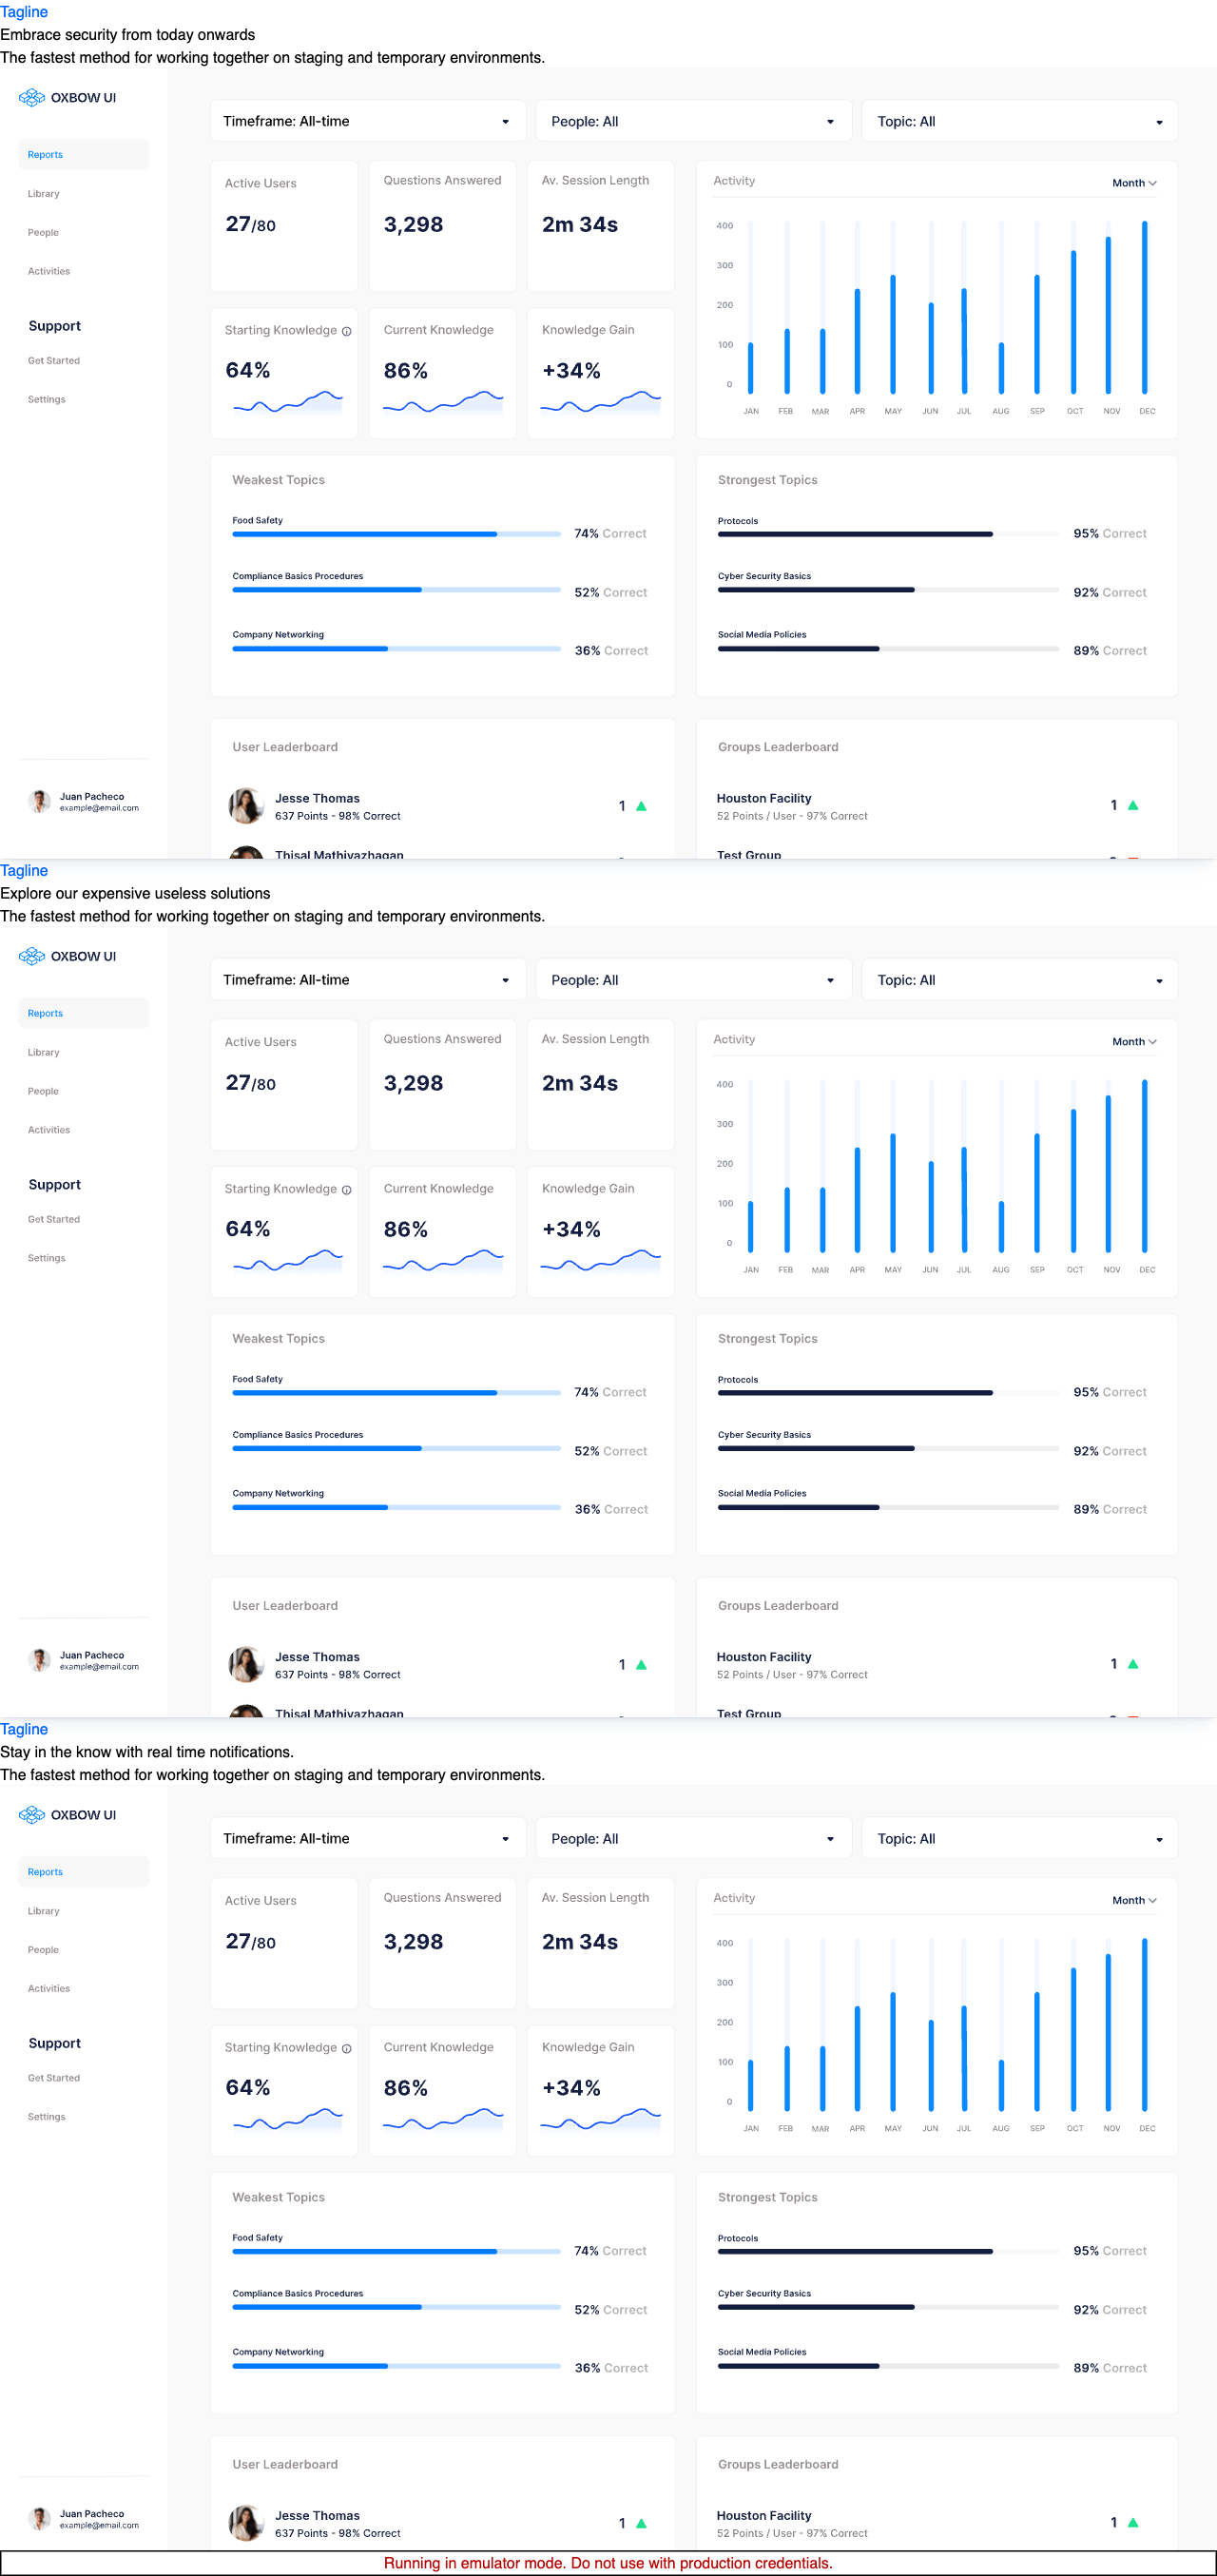 Tagline
Embrace security from today onwards
The fastest method for working together on staging and temporary environments.
OXBOW UI
Reports
Library
People
Activities
Support
Get Started
Settings
Juan Pacheco
example@email.com
Timeframe: All-time
People: All
Topic: All
Active Users
27/80
Questions Answered
3,298
Av. Session Length
2m 34s
Starting Knowledge
64%
Current Knowledge
86%
Knowledge Gain
+34%
Activity
Month
400
300
200
100
0
JAN FEB MAR APR MAY JUN JUL AUG SEP OCT NOV DEC
Weakest Topics
Food Safety
74% Correct
Compliance Basics Procedures
52% Correct
Company Networking
36% Correct
Strongest Topics
Protocols
95% Correct
Cyber Security Basics
92% Correct
Social Media Policies
89% Correct
User Leaderboard
Jesse Thomas
637 Points - 98% Correct
1
Thisal Mathiyazhagan
Groups Leaderboard
Houston Facility
52 Points / User - 97% Correct
1
Test Group
Tagline
Explore our expensive useless solutions
The fastest method for working together on staging and temporary environments.
OXBOW UI
Reports
Library
People
Activities
Support
Get Started
Settings
Juan Pacheco
example@email.com
Timeframe: All-time
People: All
Topic: All
Active Users
27/80
Questions Answered
3,298
Av. Session Length
2m 34s
Starting Knowledge
64%
Current Knowledge
86%
Knowledge Gain
+34%
Activity
Month
400
300
200
100
0
JAN FEB MAR APR MAY JUN JUL AUG SEP OCT NOV DEC
Weakest Topics
Food Safety
74% Correct
Compliance Basics Procedures
52% Correct
Company Networking
36% Correct
Strongest Topics
Protocols
95% Correct
Cyber Security Basics
92% Correct
Social Media Policies
89% Correct
User Leaderboard
Jesse Thomas
637 Points - 98% Correct
1
Thisal Mathiyazhagan
Groups Leaderboard
Houston Facility
52 Points / User - 97% Correct
1
Test Group
Tagline
Stay in the know with real time notifications.
The fastest method for working together on staging and temporary environments.
OXBOW UI
Reports
Library
People
Activities
Support
Get Started
Settings
Juan Pacheco
example@email.com
Timeframe: All-time
People: All
Topic: All
Active Users
27/80
Questions Answered
3,298
Av. Session Length
2m 34s
Starting Knowledge
64%
Current Knowledge
86%
Knowledge Gain
+34%
Activity
Month
400
300
200
100
0
JAN FEB MAR APR MAY JUN JUL AUG SEP OCT NOV DEC
Weakest Topics
Food Safety
74% Correct
Compliance Basics Procedures
52% Correct
Company Networking
36% Correct
Strongest Topics
Protocols
95% Correct
Cyber Security Basics
92% Correct
Social Media Policies
89% Correct
User Leaderboard
Jesse Thomas
637 Points - 98% Correct
1
Groups Leaderboard
Houston Facility
52 Points / User - 97% Correct
1
Running in emulator mode. Do not use with production credentials.